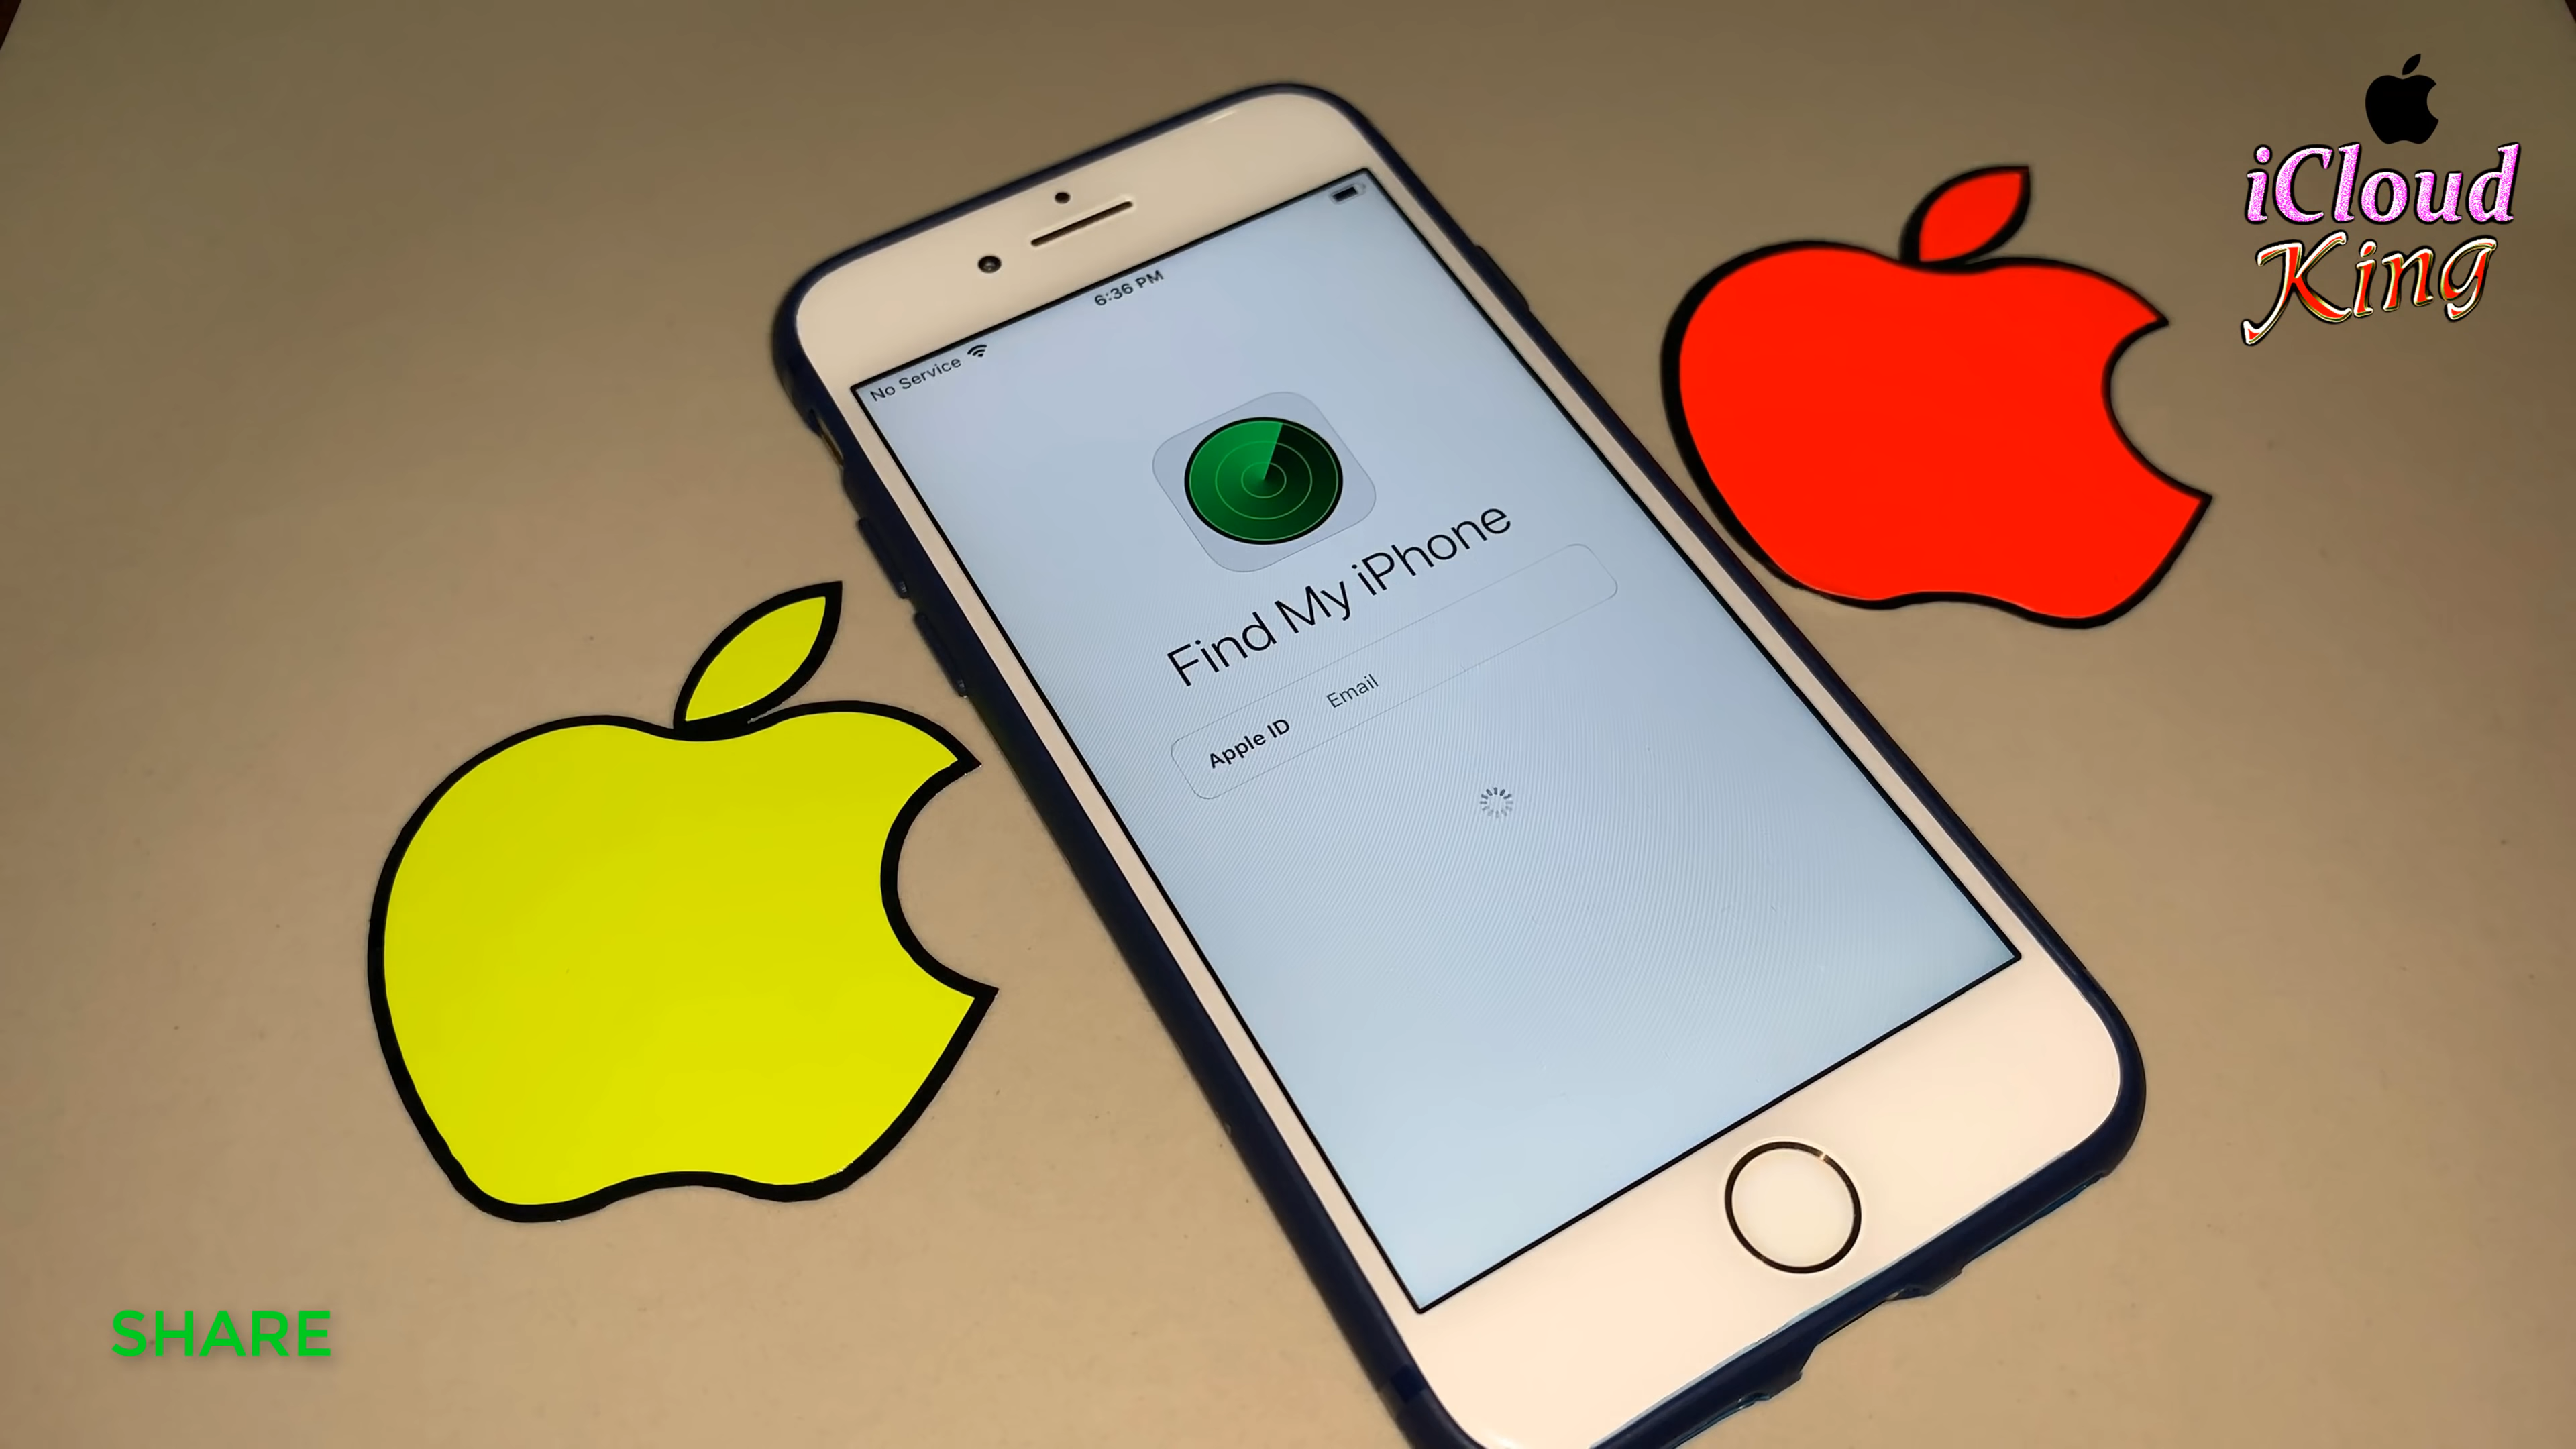 iCloud
King
6:36 PM
No Service
Find My iPhone
Apple ID Email
SHARE